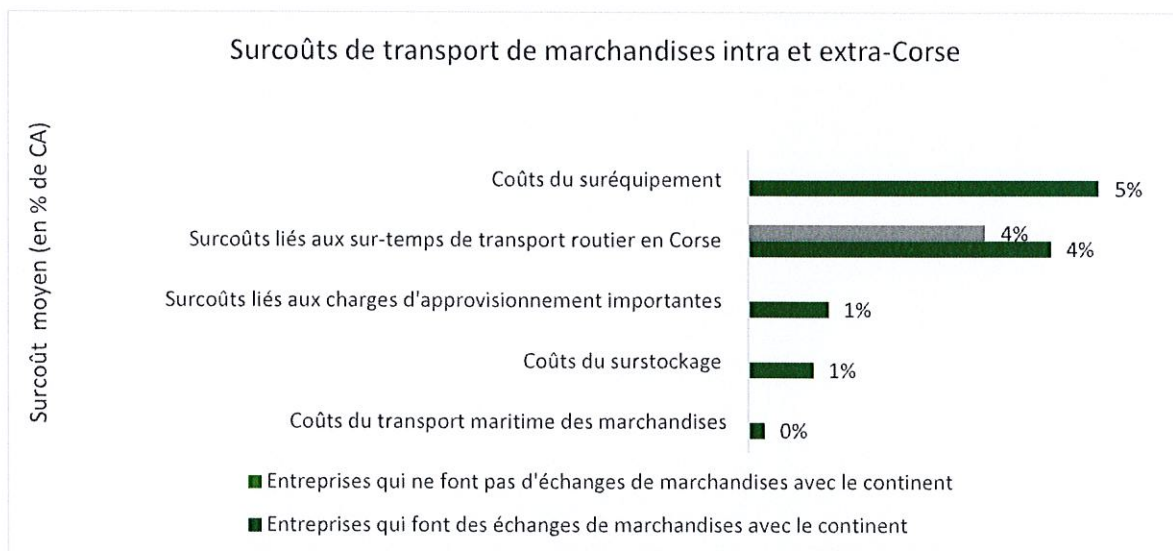 Surcoûts de transport de marchandises intra et extra-Corse
Surcoût moyen (en % de CA)
Coûts du suréquipement
5%
Surcoûts liés aux sur-temps de transport routier en Corse
4%
4%
Surcoûts liés aux charges d'approvisionnement importantes
1%
Coûts du surstockage
1%
Coûts du transport maritime des marchandises
0%
Entreprises qui ne font pas d'échanges de marchandises avec le continent
Entreprises qui font des échanges de marchandises avec le continent